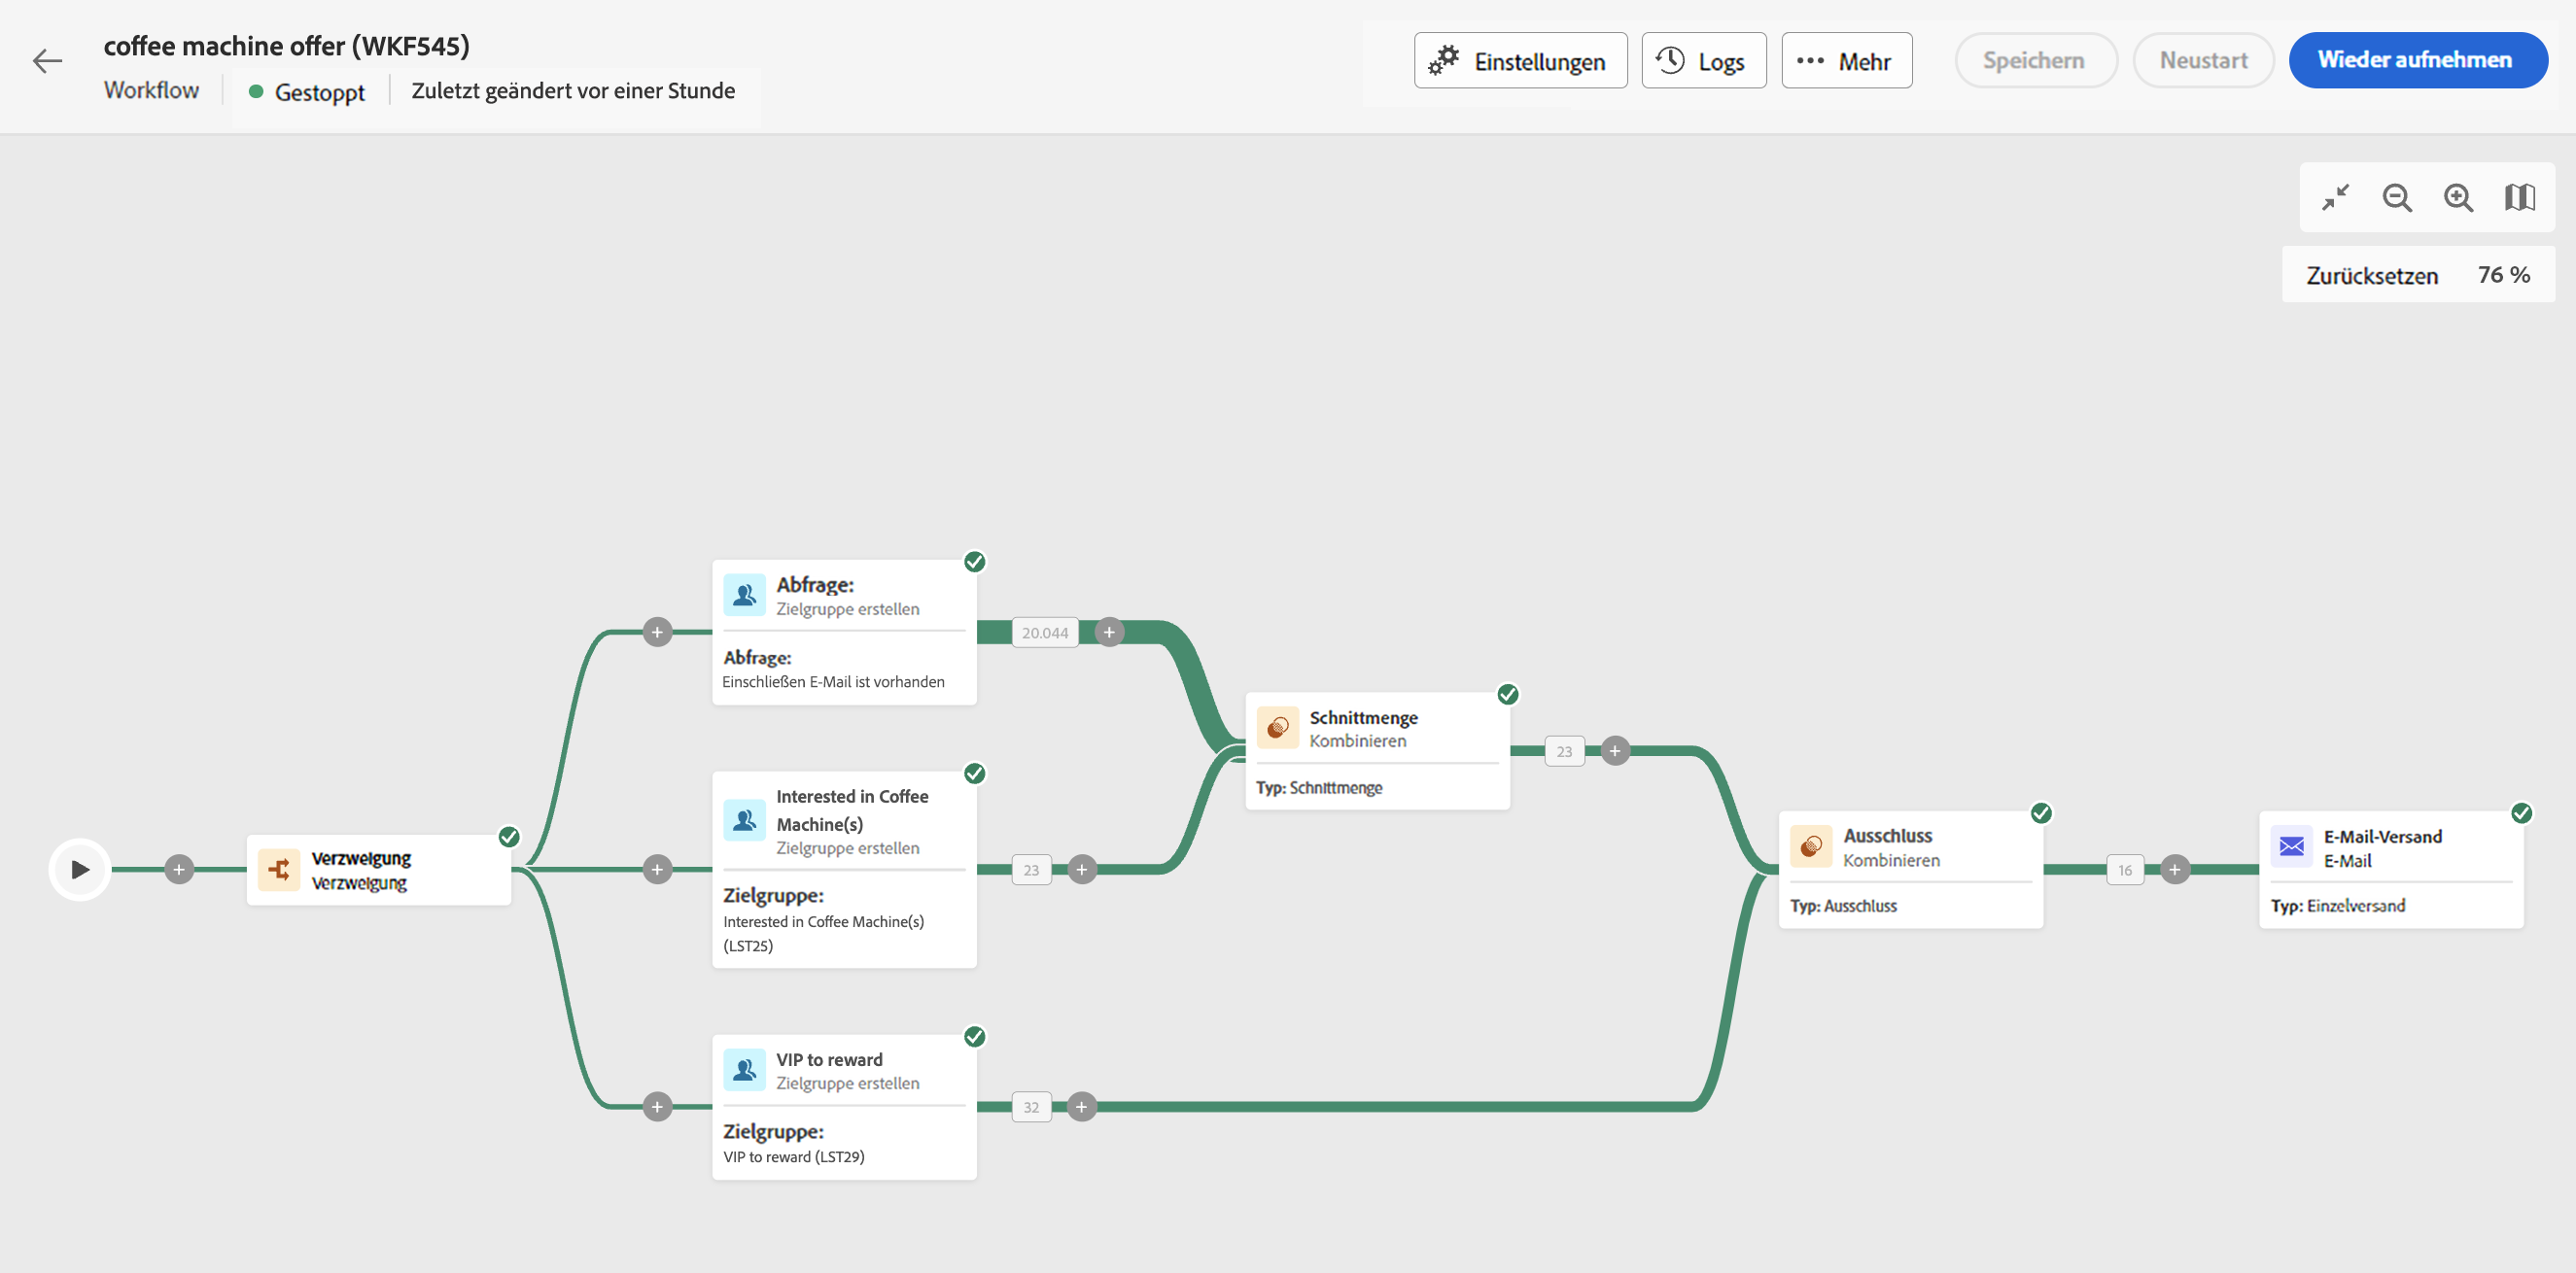 coffee machine offer (WKF545)
Workflow
Gestoppt
Zuletzt geändert vor einer Stunde
Einstellungen
Logs
Mehr
Speichern
Neustart
Wieder aufnehmen
Zurücksetzen 76 %
Verzweigung
Verzweigung
Abfrage:
Zielgruppe erstellen
Abfrage:
Einschließen E-Mail ist vorhanden
20.044
Interested in Coffee
Machine(s)
Zielgruppe erstellen
Zielgruppe:
Interested in Coffee Machine(s)
(LST25)
23
VIP to reward
Zielgruppe erstellen
Zielgruppe:
VIP to reward (LST29)
32
Schnittmenge
Kombinieren
Typ: Schnittmenge
23
Ausschluss
Kombinieren
Typ: Ausschluss
16
E-Mail-Versand
E-Mail
Typ: Einzelversand